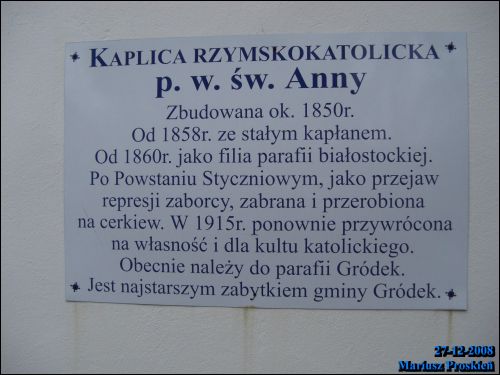 KAPLICA RZYMSKOKATOLICKA
p. w. św. Anny
Zbudowana ok. 1850r.
Od 1858r. ze stałym kapłanem.
Od 1860r. jako filia parafii białostockiej.
Po Powstaniu Styczniowym, jako przejaw
represji zaborcy, zabrana i przerobiona
na cerkiew. W 1915r. ponownie przywrócona
na własność i dla kultu katolickiego.
Obecnie należy do parafii Gródek.
Jest najstarszym zabytkiem gminy Gródek.
27-12-2008
Mariusz Proskień